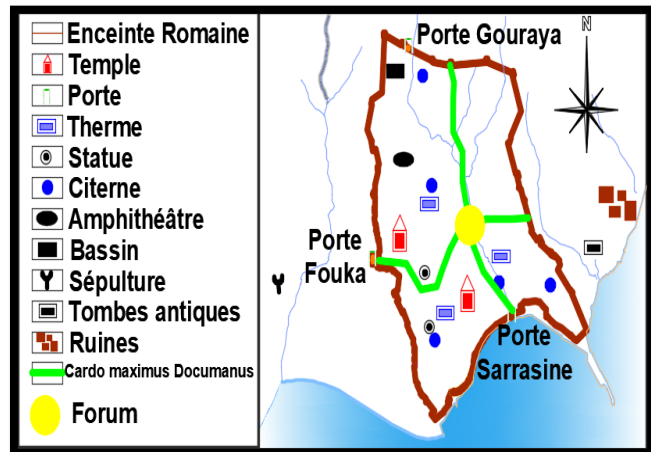 Enceinte Romaine
Temple
Porte
Therme
Statue
Citerne
Amphithéâtre
Bassin
Sépulture
Tombes antiques
Ruines
Cardo maximus Documanus
Forum
Porte Gouraya
N
Porte
Fouka
Porte
Sarrasine